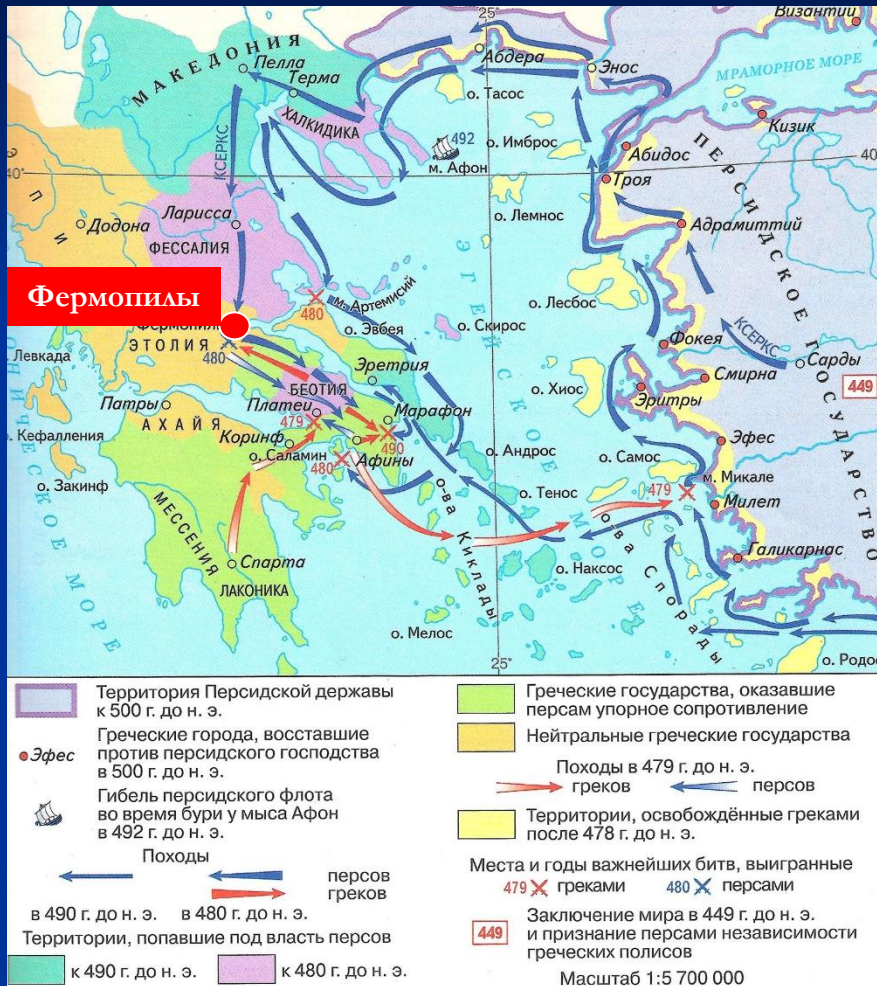 25°
Византий
МАКЕДОНИЯ
Абдера
Энос
Пелла
Терма
МРАМОРНОЕ МОРЕ
о. Тасос
ХАЛКИДИКА
Кизик
КСЕРКС
492
о. Имброс
Абидос
м. Афон
40°
40
Троя
ПЕРСИДСКОЕ ГОСУДАРСТВО
о. Лемнос
Ларисса
Додона
Адрамиттий
ФЕССАЛИЯ
ЭГЕЙСКОЕ МОРЕ
Фермопилы
м. Артемисий
480
о. Лесбос
о. Эвбея
о. Скирос
ЭТОЛИЯ
480
Фокея
КСЕРКС
Сарды
о. Левкада
Эретрия
БЕОТИЯ
о. Хиос
Смирна
449
Эритры
Патры
Платеи
Марафон
АХАЙЯ
479
Коринф
490
о. Кефалления
о. Саламин
Афины
о. Андрос
Эфес
480
о. Самос
м. Микале
о. Закинф
479
о. Тенос
Милет
МЕССЕНИЯ
о-ва Киклады
о-ва Спорады
Галикарнас
Спарта
о. Наксос
ЛАКОНИКА
о. Мелос
25°
о. Родос
Территория Персидской державы
к 500 г. до н. э.
Эфес
Греческие города, восставшие
против персидского господства
в 500 г. до н. э.
Гибель персидского флота
во время бури у мыса Афон
в 492 г. до н. э.
Походы
персов
греков
в 490 г. до н. э. в 480 г. до н. э.
Территории, попавшие под власть персов
к 490 г. до н. э. к 480 г. до н. э.
Греческие государства, оказавшие
персам упорное сопротивление
Нейтральные греческие государства
Походы в 479 г. до н. э.
греков персов
Территории, освобождённые греками
после 478 г. до н. э.
Места и годы важнейших битв, выигранные
479 греками 480 персами
449
Заключение мира в 449 г. до н. э.
и признание персами независимости
греческих полисов
Масштаб 1:5 700 000